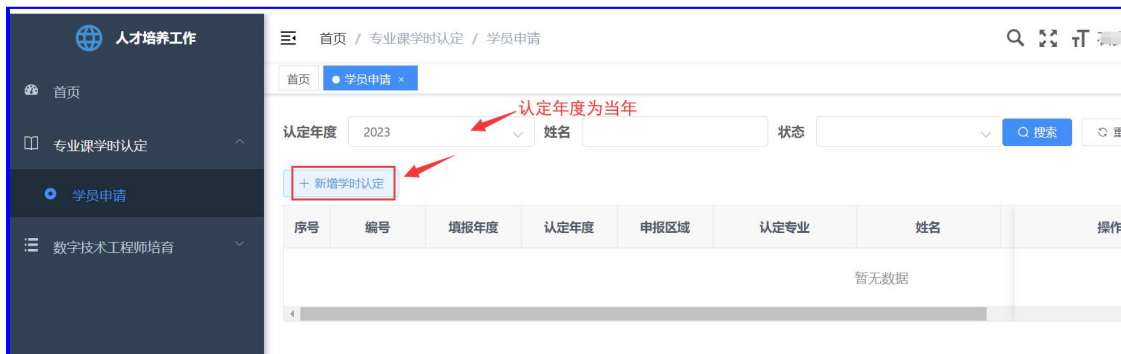 人才培养工作
首页 / 专业课学时认定 / 学员申请
首页
首页 学员申请 ×
认定年度为当年
专业课学时认定
认定年度 2023 姓名 状态 搜索
学员申请
+ 新增学时认定
数字技术工程师培育
序号 编号 填报年度 认定年度 申报区域 认定专业 姓名 操作
暂无数据